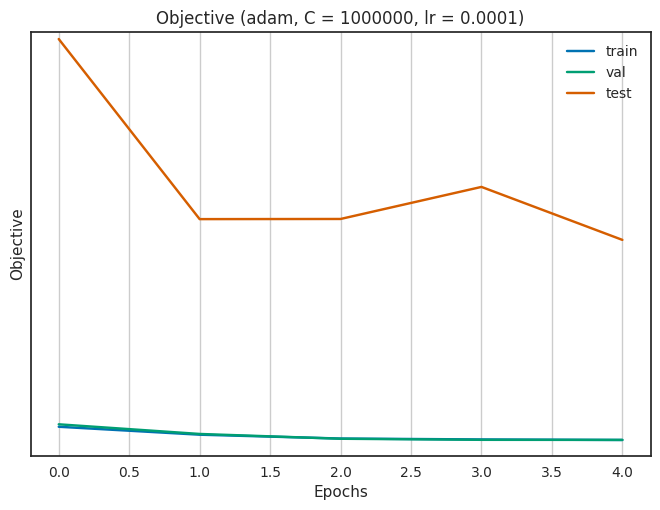 Objective (adam, C = 1000000, lr = 0.0001)
train
val
test
Objective
0.0 0.5 1.0 1.5 2.0 2.5 3.0 3.5 4.0
Epochs